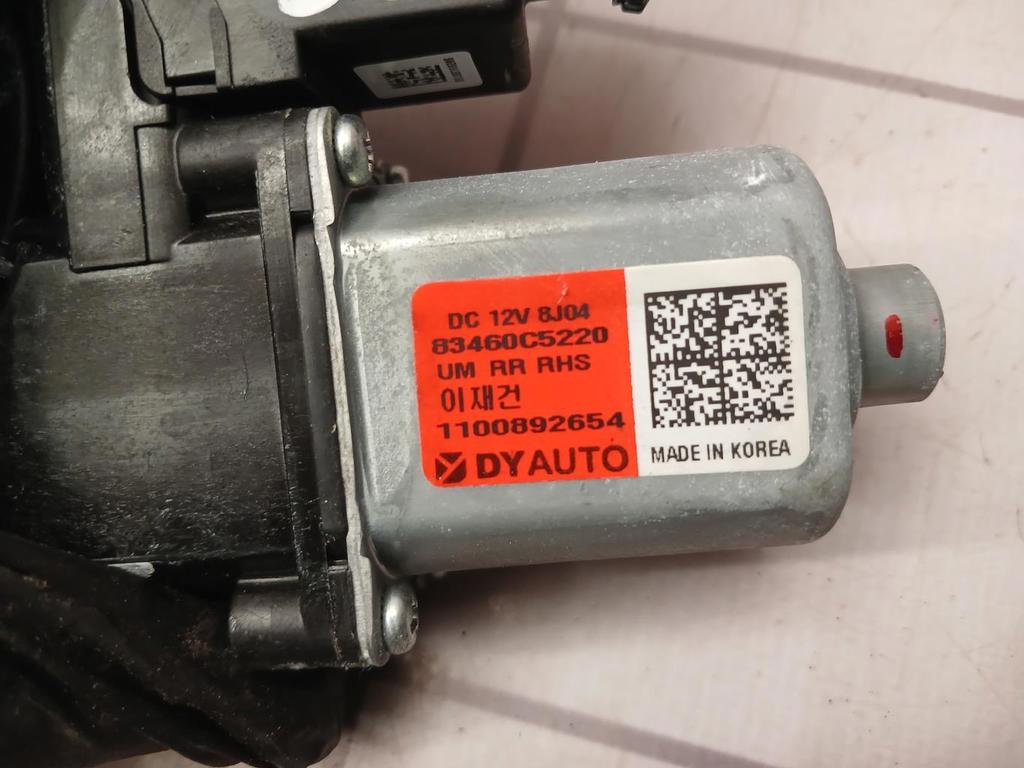 DC 12V 8J04
83460C5220
UM RR RHS
이재건
1100892654
DYAUTO
MADE IN KOREA